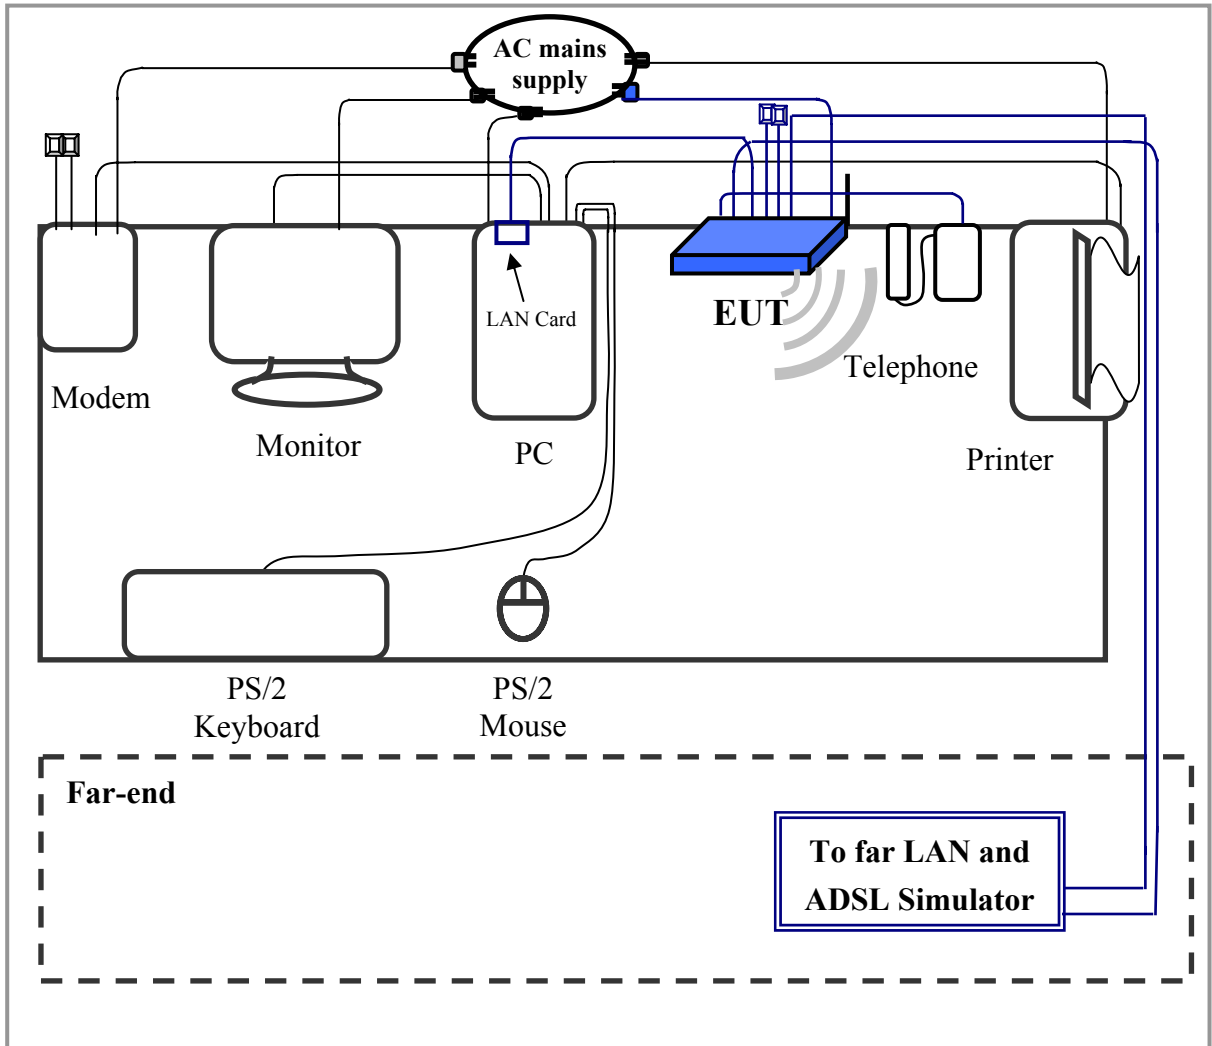 AC mains
supply
LAN Card
EUT
Telephone
Modem
Monitor
PC
Printer
PS/2
Keyboard
PS/2
Mouse
Far-end
To far LAN and
ADSL Simulator